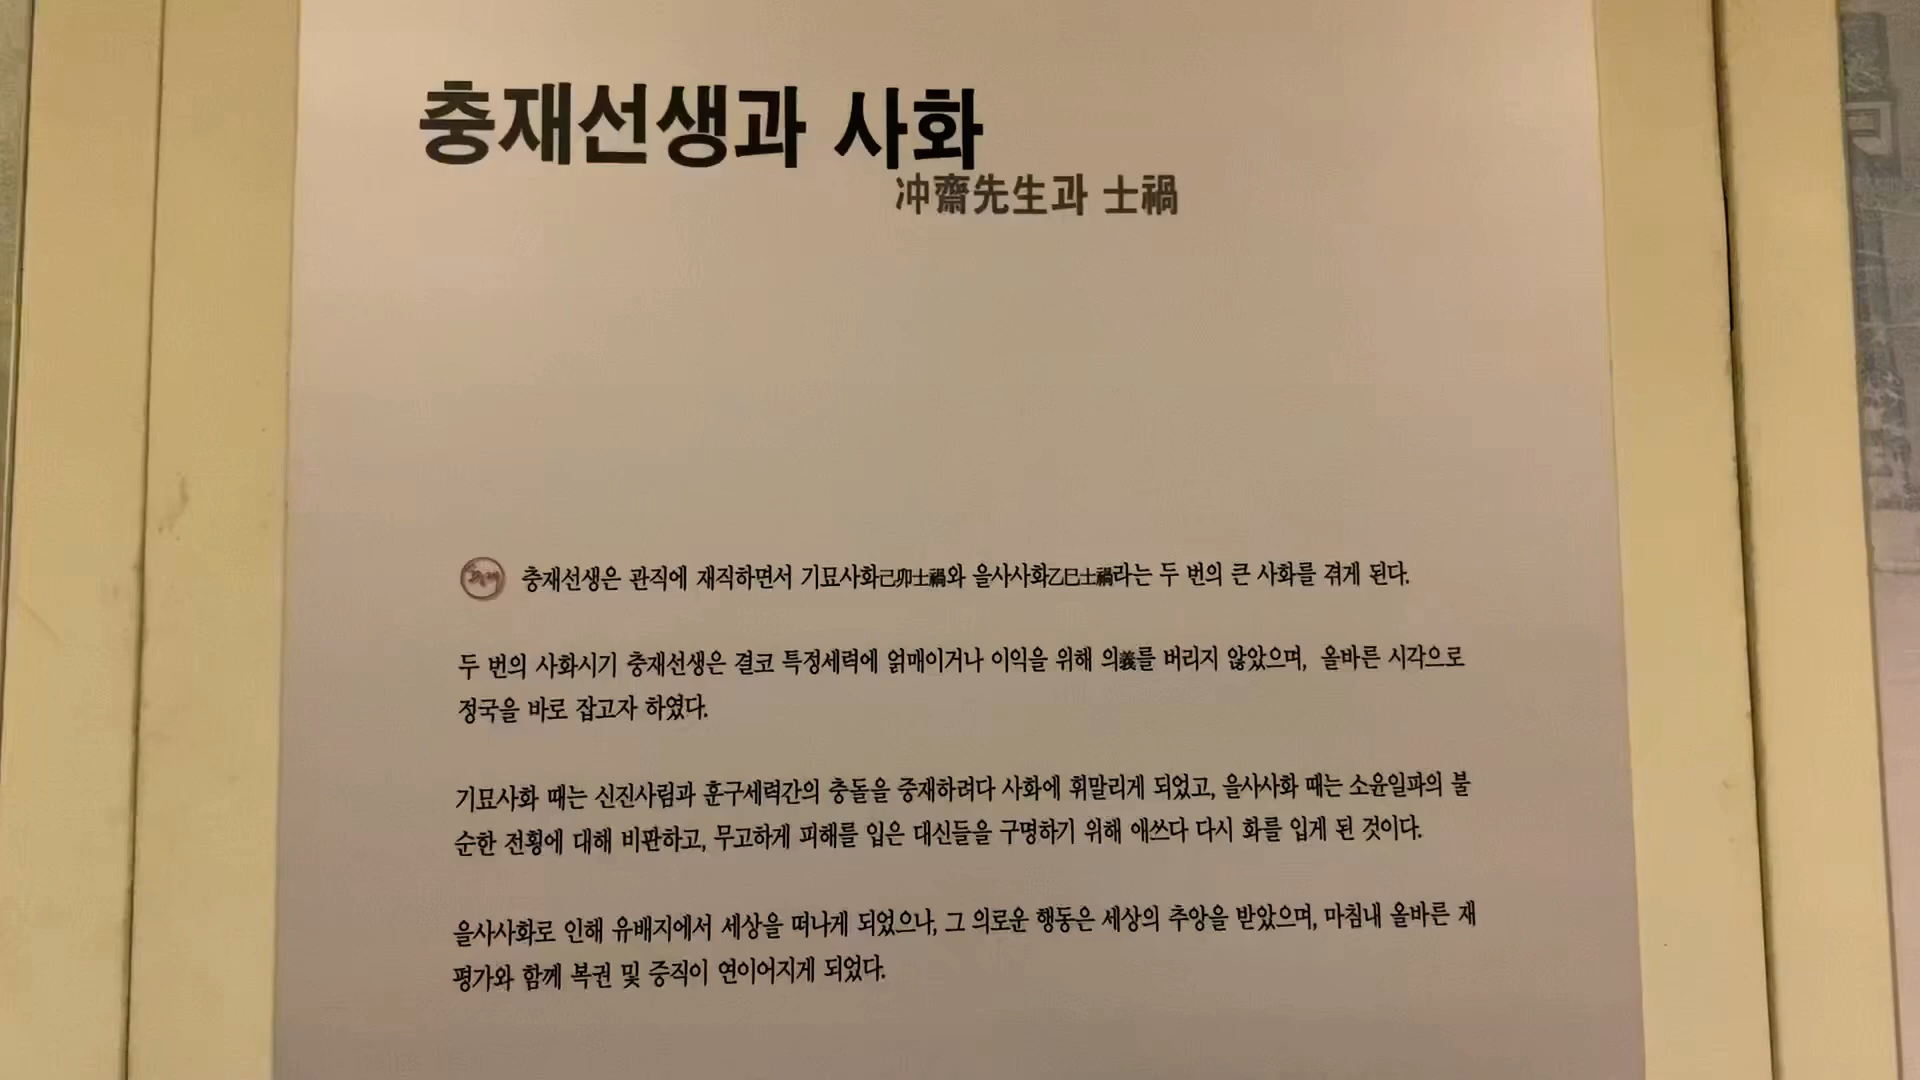 충재선생과 사화
冲齋先生과 士禍
충재선생은 관직에 재직하면서 기묘사화己卯士禍와 을사사화乙巳士禍라는 두 번의 큰 사화를 겪게 된다.
두 번의 사화시기 충재선생은 결코 특정세력에 얽매이거나 이익을 위해 의義를 버리지 않았으며, 올바른 시각으로
정국을 바로 잡고자 하였다.
기묘사화 때는 신진사림과 훈구세력간의 충돌을 중재하려다 사화에 휘말리게 되었고, 을사사화 때는 소윤일파의 불
순한 전횡에 대해 비판하고, 무고하게 피해를 입은 대신들을 구명하기 위해 애쓰다 다시 화를 입게 된 것이다.
을사사화로 인해 유배지에서 세상을 떠나게 되었으나, 그 의로운 행동은 세상의 추앙을 받았으며, 마침내 올바른 재
평가와 함께 복권 및 증직이 연이어지게 되었다.